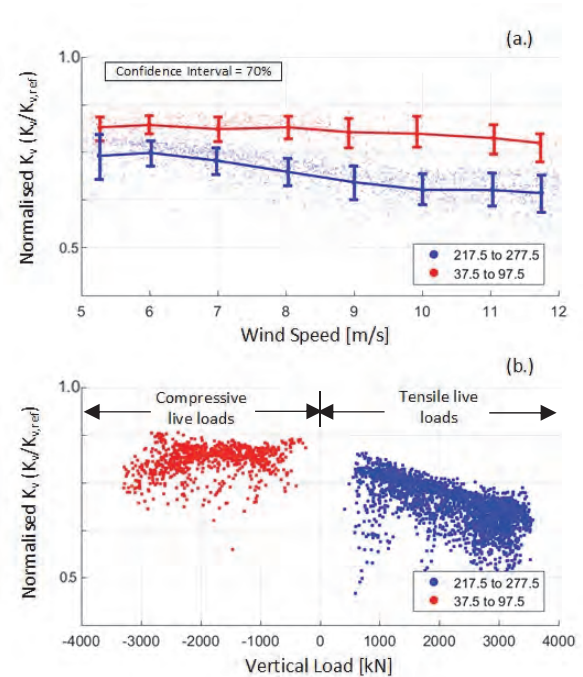 (a.)
1.0
Confidence Interval = 70%
Normalised Kv (Kv/Kv,ref)
0.5
217.5 to 277.5
37.5 to 97.5
5 6 7 8 9 10 11 12
Wind Speed [m/s]
(b.)
1.0
Compressive
live loads
Tensile live
loads
Normalised Kv (Kv/Kv,ref)
0.5
217.5 to 277.5
37.5 to 97.5
-4000 -3000 -2000 -1000 0 1000 2000 3000 4000
Vertical Load [kN]